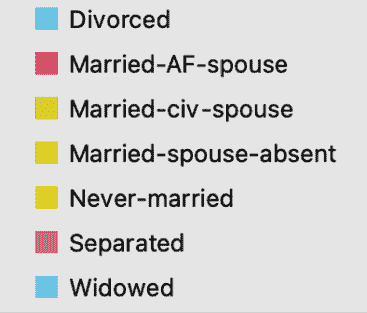 Divorced
Married-AF-spouse
Married-civ-spouse
Married-spouse-absent
Never-married
Separated
Widowed